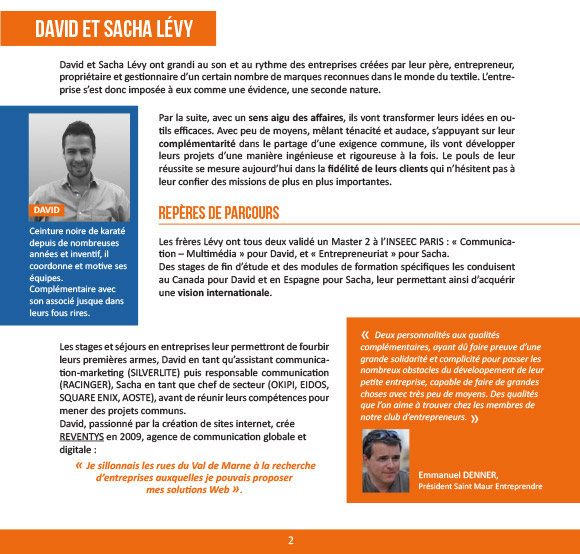 DAVID ET SACHA LÉVY
David et Sacha Lévy ont grandi au son et au rythme des entreprises créées par leur père, entrepreneur,
propriétaire et gestionnaire d'un certain nombre de marques reconnues dans le monde du textile. L'entre-
prise s'est donc imposée à eux comme une évidence, une seconde nature.
DAVID
Ceinture noire de karaté
depuis de nombreuses
années et inventif, il
coordonne et motive ses
équipes.
Complémentaire avec
son associé jusque dans
leurs fous rires.
Par la suite, avec un sens aigu des affaires, ils vont transformer leurs idées en ou-
tils efficaces. Avec peu de moyens, mêlant ténacité et audace, s'appuyant sur leur
complémentarité dans le partage d'une exigence commune, ils vont développer
leurs projets d'une manière ingénieuse et rigoureuse à la fois. Le pouls de leur
réussite se mesure aujourd'hui dans la fidélité de leurs clients qui n'hésitent pas à
leur confier des missions de plus en plus importantes.
REPÈRES DE PARCOURS
Les frères Lévy ont tous deux validé un Master 2 à l'INSEEC PARIS : « Communica-
tion – Multimédia » pour David, et « Entrepreneuriat » pour Sacha.
Des stages de fin d'étude et des modules de formation spécifiques les conduisent
au Canada pour David et en Espagne pour Sacha, leur permettant ainsi d'acquérir
une vision internationale.
Les stages et séjours en entreprises leur permettront de fourbir
leurs premières armes, David en tant qu'assistant communica-
tion-marketing (SILVERLITE) puis responsable communication
(RACINGER), Sacha en tant que chef de secteur (OKIPI, EIDOS,
SQUARE ENIX, AOSTE), avant de réunir leurs compétences pour
mener des projets communs.
David, passionné par la création de sites internet, crée
REVENTYS en 2009, agence de communication globale et
digitale :
« Je sillonnais les rues du Val de Marne à la recherche
d'entreprises auxquelles je pouvais proposer
mes solutions Web ».
« Deux personnalités aux qualités
complémentaires, ayant dû faire preuve d'une
grande solidarité et complicité pour passer les
nombreux obstacles du déveloopement de leur
petite entreprise, capable de faire de grandes
choses avec très peu de moyens. Des qualités
que l'on aime à trouver chez les membres de
notre club d'entrepreneurs. »
Emmanuel DENNER,
Président Saint Maur Entreprendre
2